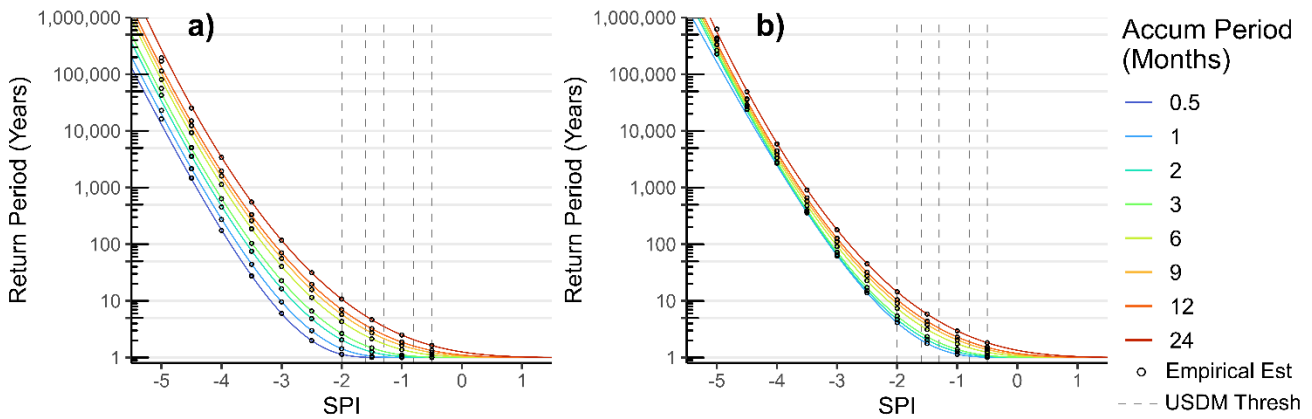 a)
1,000,000
100,000
10,000
1,000
100
10
1
Return Period (Years)
-5 -4 -3 -2 -1 0 1
SPI
b)
1,000,000
100,000
10,000
1,000
100
10
1
Return Period (Years)
-5 -4 -3 -2 -1 0 1
SPI
Accum Period
(Months)
0.5
1
2
3
6
9
12
24
Empirical Est
USDM Thresh